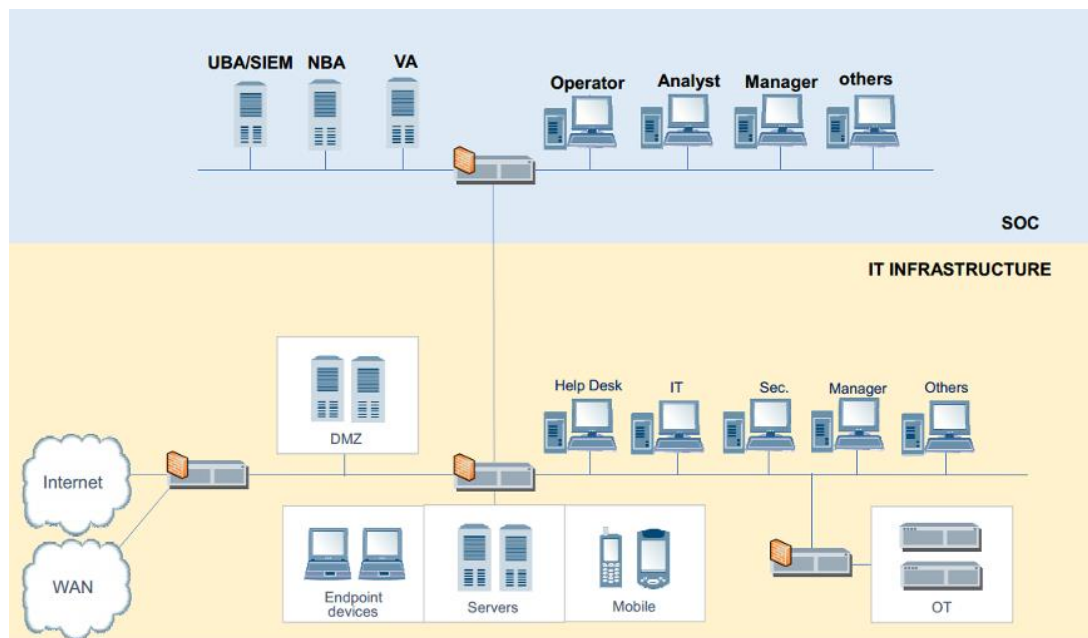 UBA/SIEM NBA VA
Operator Analyst Manager others
SOC
IT INFRASTRUCTURE
DMZ
Help Desk IT Sec. Manager Others
Internet
WAN
Endpoint
devices
Servers
Mobile
OT